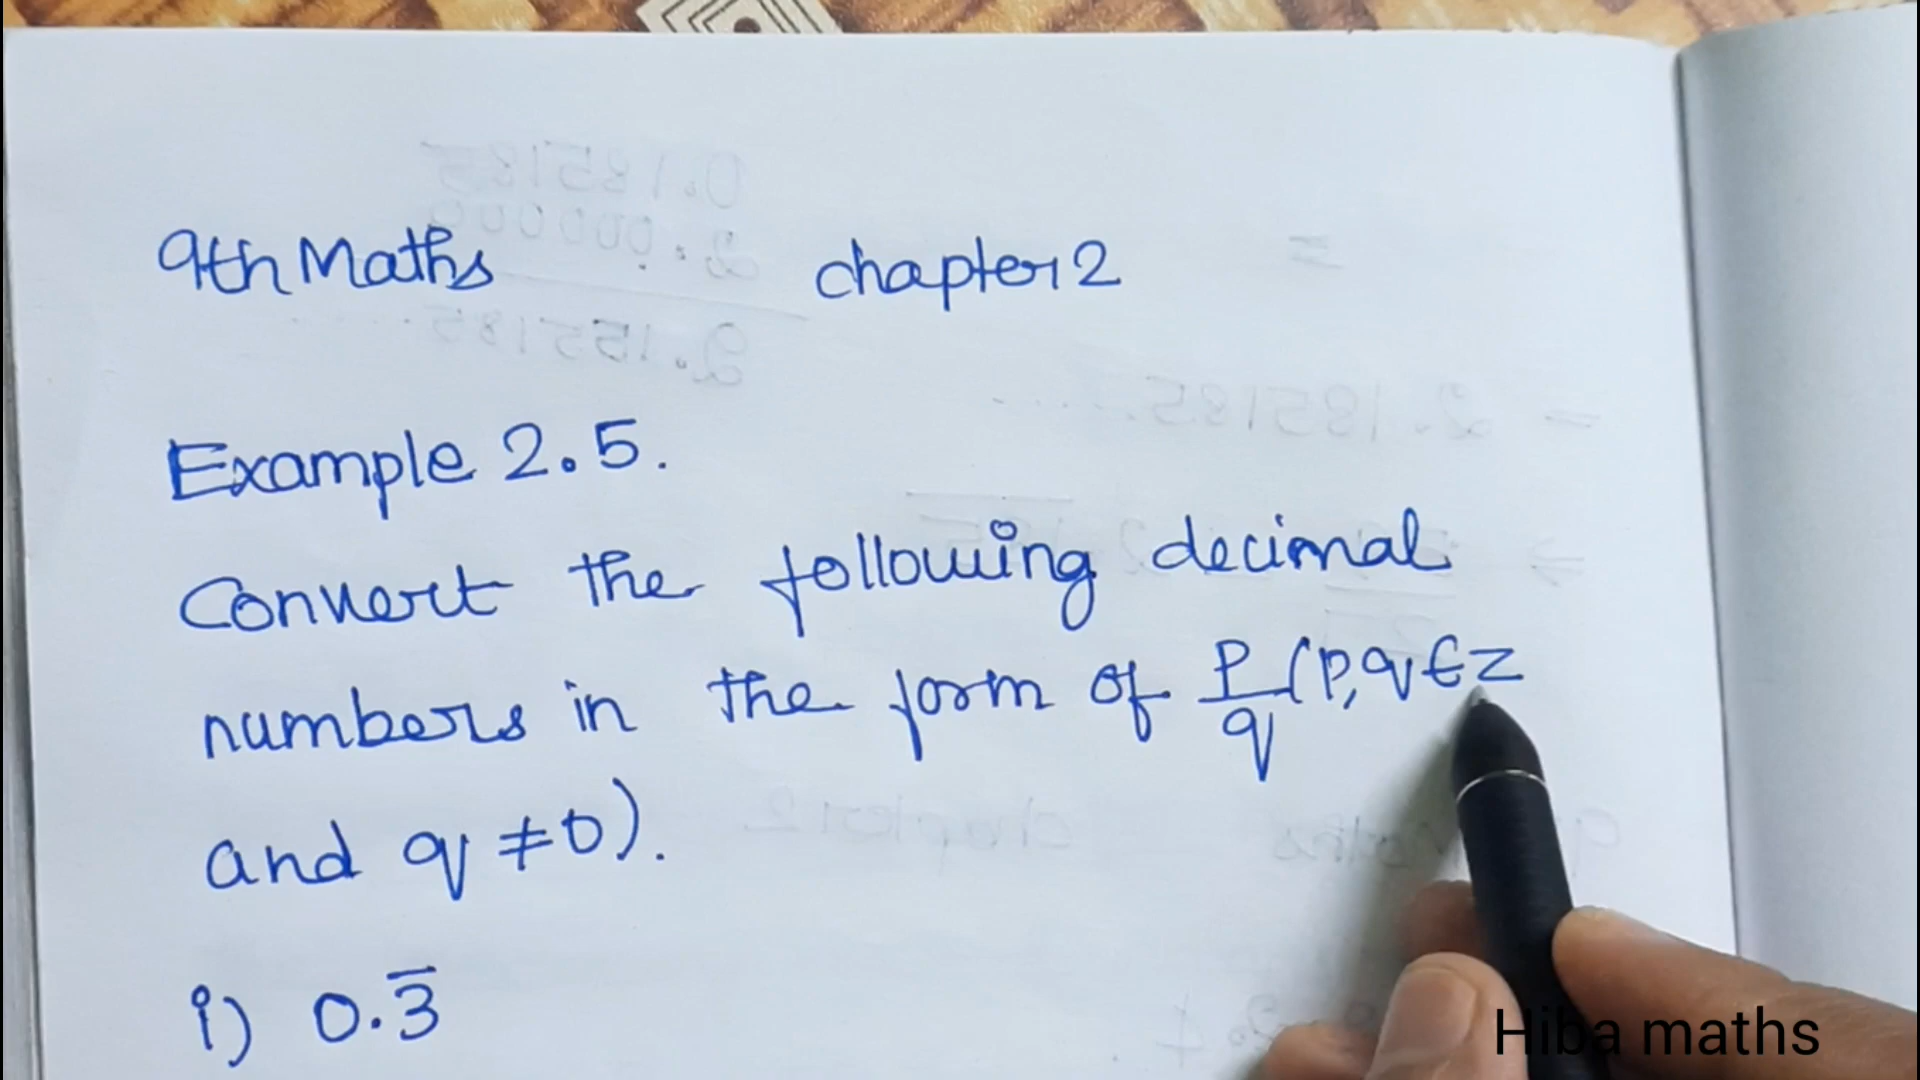 9th Maths chapter 2
Example 2.5.
Convert the following decimal
numbers in the form of p/q (p,q ∈ z
and q ≠ 0).
i) 0.3̅
Hiba maths